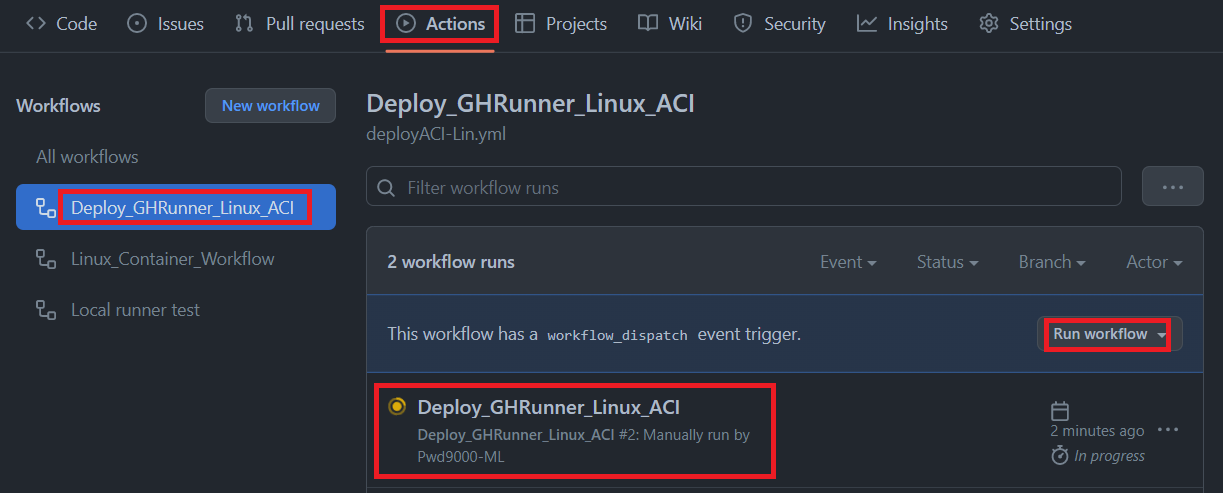 Code Issues Pull requests Actions Projects Wiki Security Insights Settings
Workflows
New workflow
All workflows
Deploy_GHRunner_Linux_ACI
Linux_Container_Workflow
Local runner test
Deploy_GHRunner_Linux_ACI
deployACI-Lin.yml
Filter workflow runs
2 workflow runs Event Status Branch Actor
This workflow has a workflow_dispatch event trigger. Run workflow
Deploy_GHRunner_Linux_ACI
Deploy_GHRunner_Linux_ACI #2: Manually run by
Pwd9000-ML
2 minutes ago
In progress